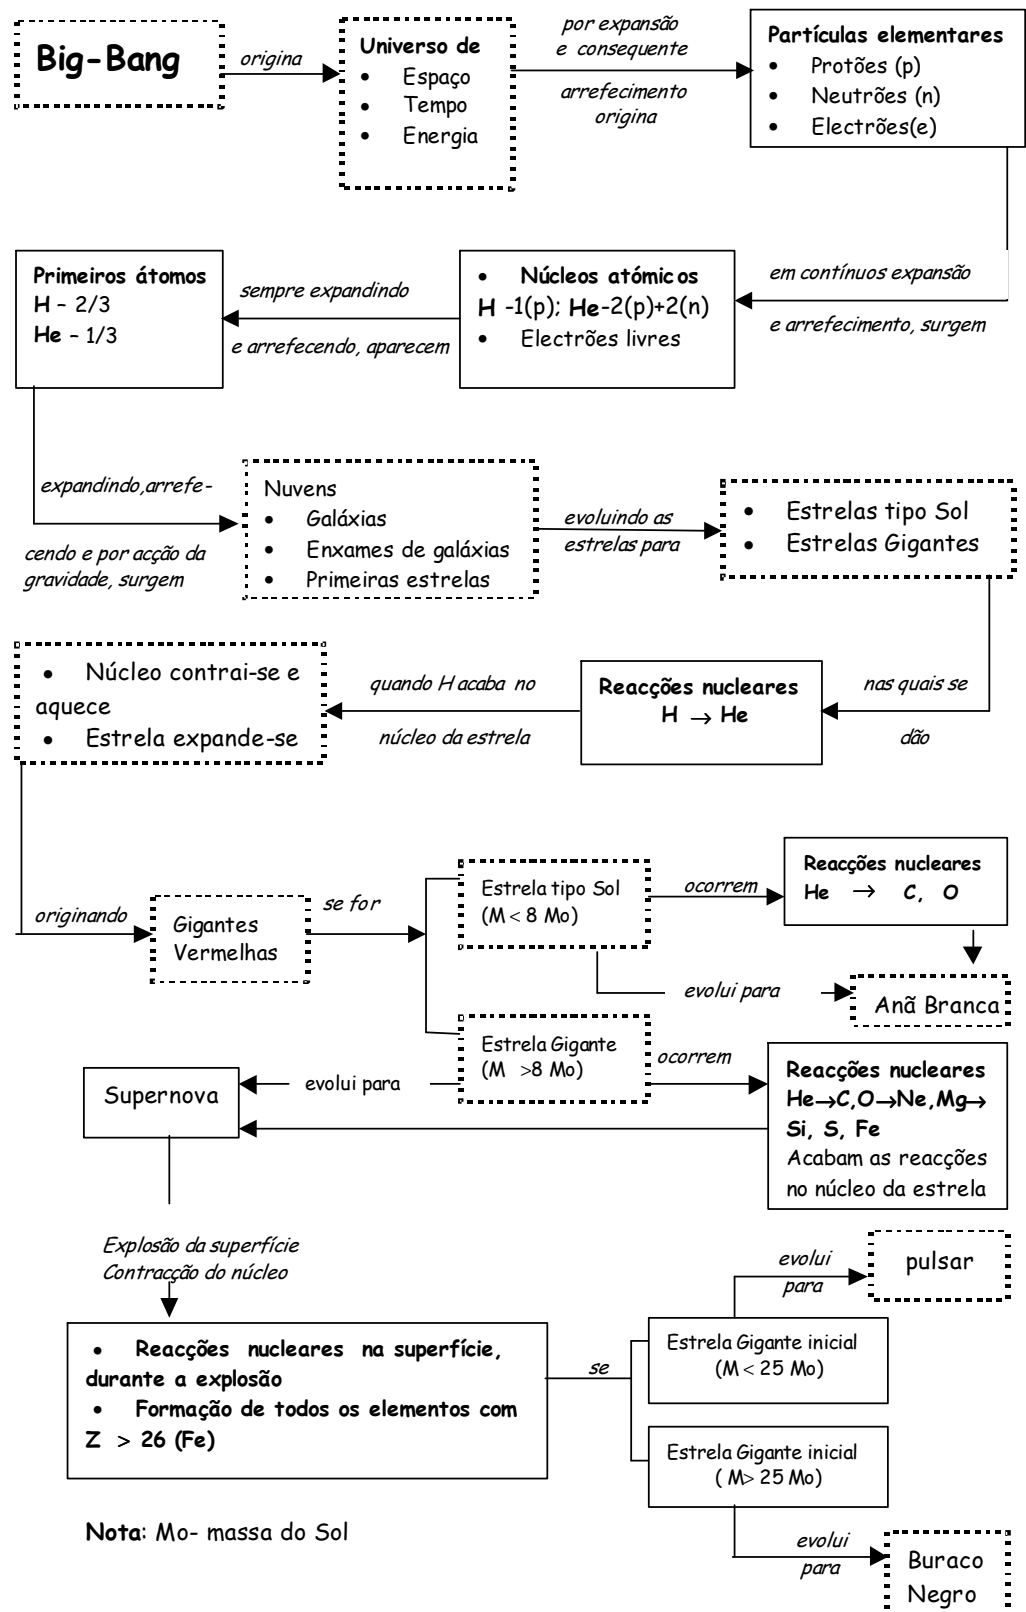 Big-Bang
origina
Universo de
• Espaço
• Tempo
• Energia
por expansão
e consequente
arrefecimento
origina
Partículas elementares
• Protões (p)
• Neutrões (n)
• Electrões(e)
em contínuos expansão
e arrefecimento, surgem
• Núcleos atómicos
H -1(p); He-2(p)+2(n)
• Electrões livres
sempre expandindo
e arrefecendo, aparecem
Primeiros átomos
H - 2/3
He - 1/3
expandindo,arrefe-
cendo e por acção da
gravidade, surgem
Nuvens
• Galáxias
• Enxames de galáxias
• Primeiras estrelas
evoluindo as
estrelas para
• Estrelas tipo Sol
• Estrelas Gigantes
nas quais se
dão
Reacções nucleares
H → He
quando H acaba no
núcleo da estrela
• Núcleo contrai-se e
aquece
• Estrela expande-se
originando
Gigantes
Vermelhas
se for
Estrela tipo Sol
(M < 8 Mo)
ocorrem
Reacções nucleares
He → C, O
evolui para
Anã Branca
Estrela Gigante
(M >8 Mo)
ocorrem
Reacções nucleares
He→C,O→Ne,Mg→
Si, S, Fe
Acabam as reacções
no núcleo da estrela
evolui para
Supernova
Explosão da superfície
Contracção do núcleo
• Reacções nucleares na superfície,
durante a explosão
• Formação de todos os elementos com
Z > 26 (Fe)
se
Estrela Gigante inicial
(M < 25 Mo)
evolui
para
pulsar
Estrela Gigante inicial
( M> 25 Mo)
evolui
para
Buraco
Negro
Nota: Mo- massa do Sol